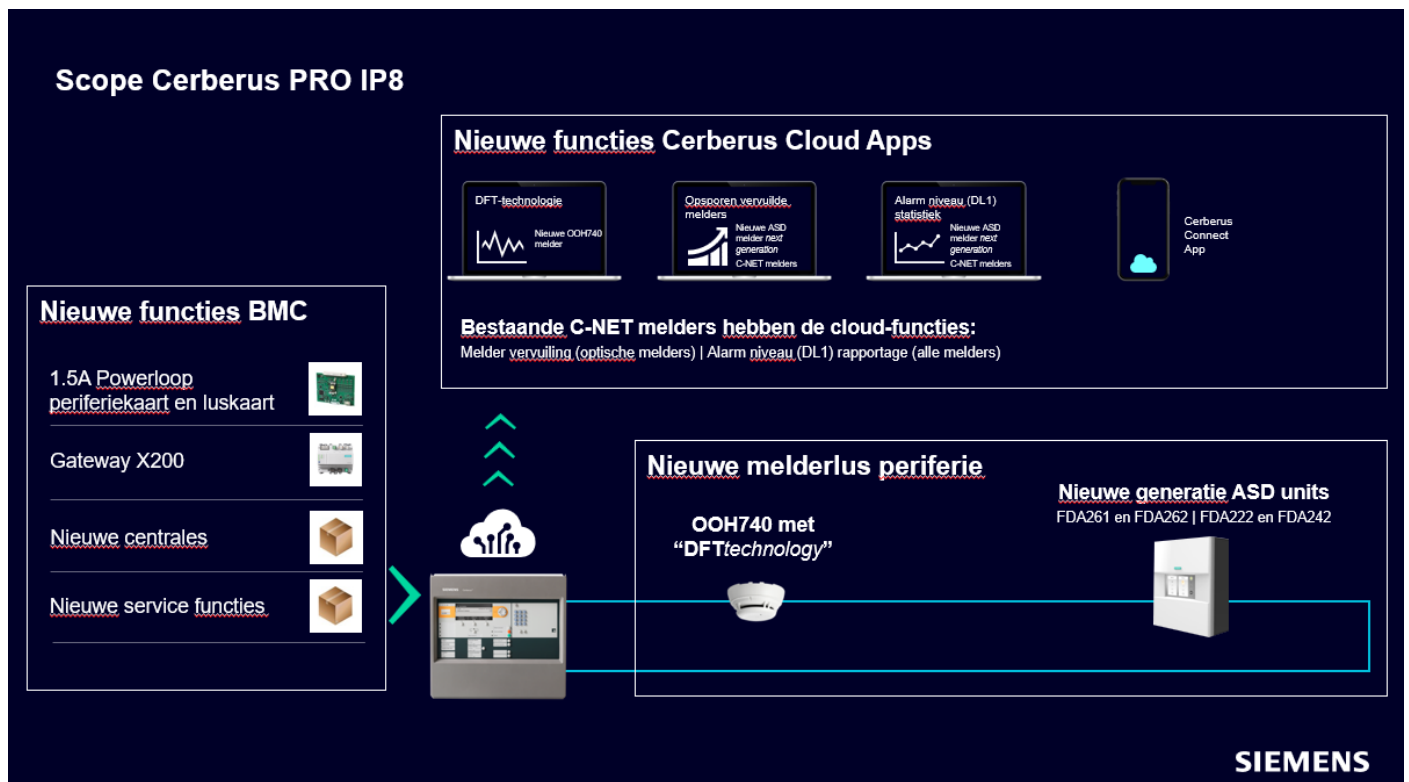 Scope Cerberus PRO IP8
Nieuwe functies Cerberus Cloud Apps
DFT-technologie
Nieuwe OOH740
melder
Opsporen vervuilde
melders
Nieuwe ASD
melder next
generation
C-NET melders
Alarm niveau (DL1)
statistiek
Nieuwe ASD
melder next
generation
C-NET melders
Cerberus
Connect
App
Bestaande C-NET melders hebben de cloud-functies:
Melder vervuiling (optische melders) | Alarm niveau (DL1) rapportage (alle melders)
Nieuwe functies BMC
1.5A Powerloop
periferiekaart en luskaart
Gateway X200
Nieuwe centrales
Nieuwe service functies
Nieuwe melderlus periferie
OOH740 met
“DFTtechnology”
Nieuwe generatie ASD units
FDA261 en FDA262 | FDA222 en FDA242
SIEMENS